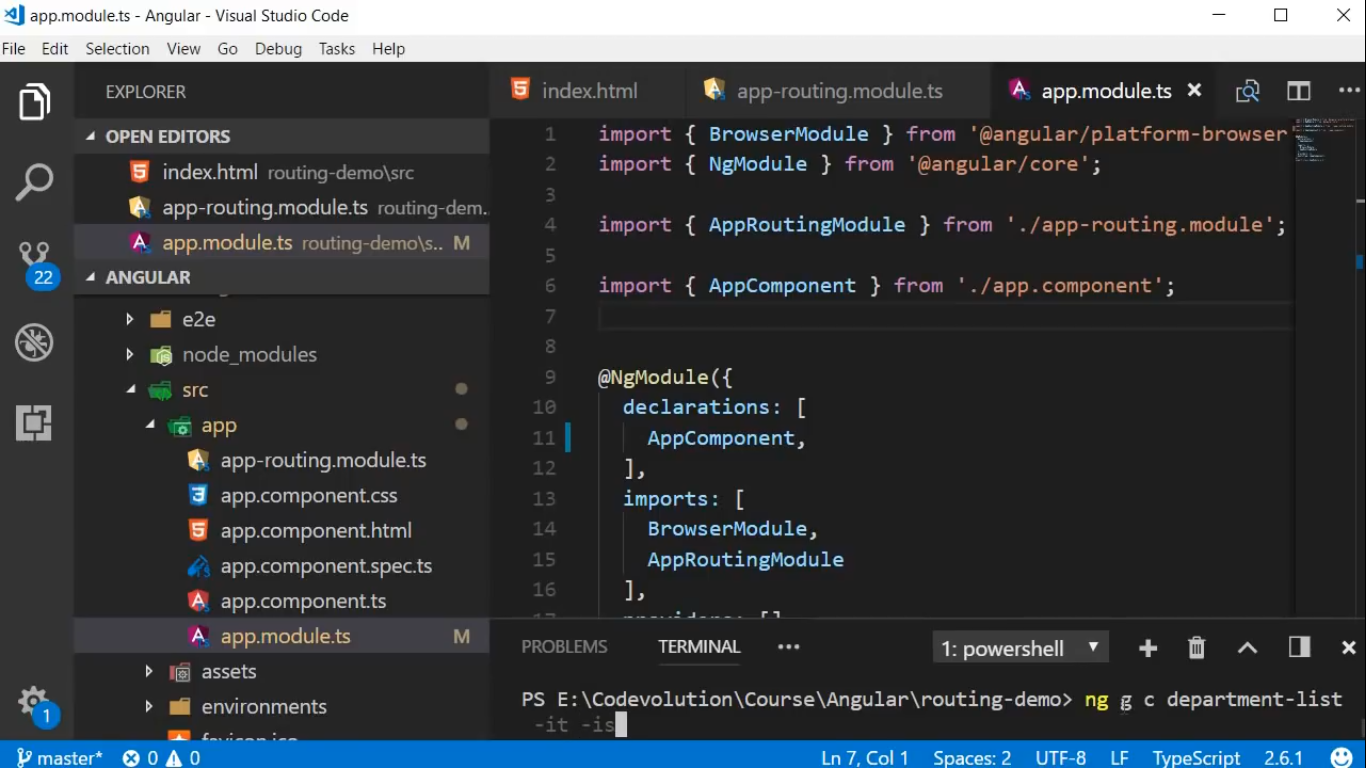 app.module.ts - Angular - Visual Studio Code
File Edit Selection View Go Debug Tasks Help
EXPLORER
OPEN EDITORS
index.html routing-demo\src
app-routing.module.ts routing-dem...
app.module.ts routing-demo\s.. M
22
ANGULAR
e2e
node_modules
src
app
app-routing.module.ts
app.component.css
app.component.html
app.component.spec.ts
app.component.ts
app.module.ts M
assets
environments
1
index.html app-routing.module.ts app.module.ts
1 import { BrowserModule } from '@angular/platform-browser'
2 import { NgModule } from '@angular/core';
3
4 import { AppRoutingModule } from './app-routing.module';
5
6 import { AppComponent } from './app.component';
7
8
9 @NgModule({
10 declarations: [
11 AppComponent,
12 ],
13 imports: [
14 BrowserModule,
15 AppRoutingModule
16 ],
17 providers: []
PROBLEMS TERMINAL ••• 1: powershell
PS E:\Codevolution\Course\Angular\routing-demo> ng g c department-list
-it -is
master* 0 0 Ln 7, Col 1 Spaces: 2 UTF-8 LF TypeScript 2.6.1